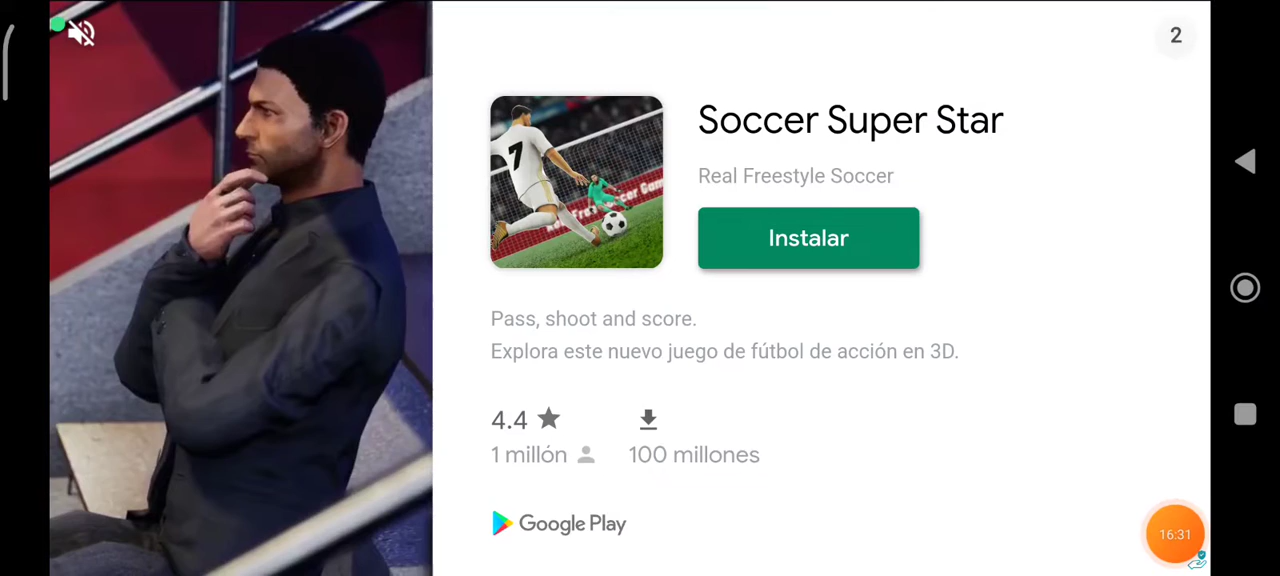 2
Soccer Super Star
Real Freestyle Soccer
Instalar
Pass, shoot and score.
Explora este nuevo juego de fútbol de acción en 3D.
4.4
1 millón
100 millones
Google Play
16:31
7